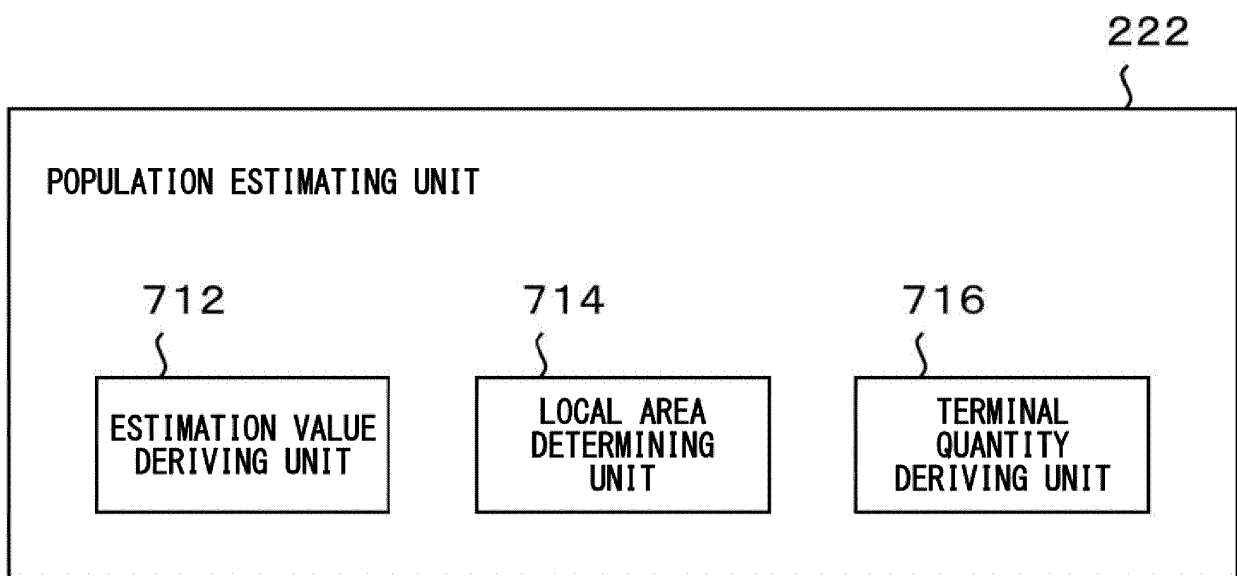 222
POPULATION ESTIMATING UNIT
712
714
716
ESTIMATION VALUE
DERIVING UNIT
LOCAL AREA
DETERMINING
UNIT
TERMINAL
QUANTITY
DERIVING UNIT